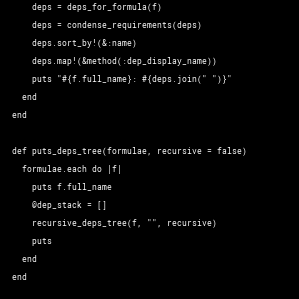 deps = deps_for_formula(f)
deps = condense_requirements(deps)
deps.sort_by!(&:name)
deps.map!(&method(:dep_display_name))
puts "#{f.full_name}: #{deps.join(" ")}"
end
end
def puts_deps_tree(formulae, recursive = false)
formulae.each do |f|
puts f.full_name
@dep_stack = []
recursive_deps_tree(f, "", recursive)
puts
end
end